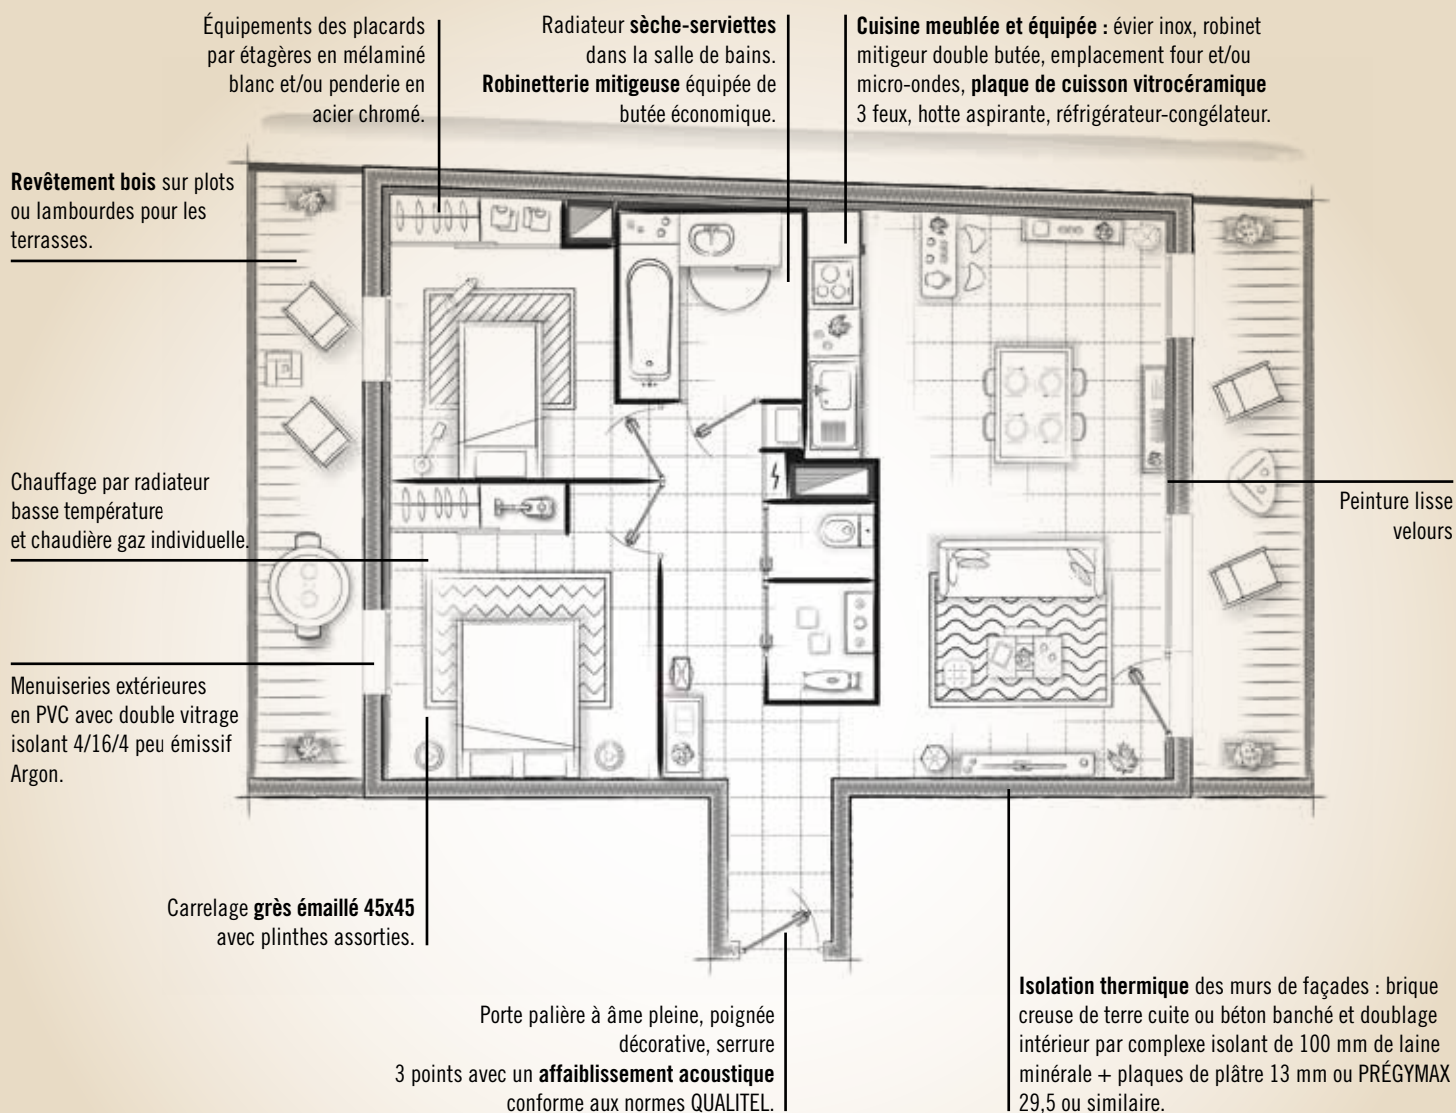 Équipements des placards
par étagères en mélaminé
blanc et/ou penderie en
acier chromé.
Radiateur sèche-serviettes
dans la salle de bains.
Robinetterie mitigeuse équipée de
butée économique.
Cuisine meublée et équipée : évier inox, robinet
mitigeur double butée, emplacement four et/ou
micro-ondes, plaque de cuisson vitrocéramique
3 feux, hotte aspirante, réfrigérateur-congélateur.
Revêtement bois sur plots
ou lambourdes pour les
terrasses.
Chauffage par radiateur
basse température
et chaudière gaz individuelle.
Peinture lisse
velours
Menuiseries extérieures
en PVC avec double vitrage
isolant 4/16/4 peu émissif
Argon.
Carrelage grès émaillé 45x45
avec plinthes assorties.
Porte palière à âme pleine, poignée
décorative, serrure
3 points avec un affaiblissement acoustique
conforme aux normes QUALITEL.
Isolation thermique des murs de façades : brique
creuse de terre cuite ou béton banché et doublage
intérieur par complexe isolant de 100 mm de laine
minérale + plaques de plâtre 13 mm ou PRÉGYMAX
29,5 ou similaire.